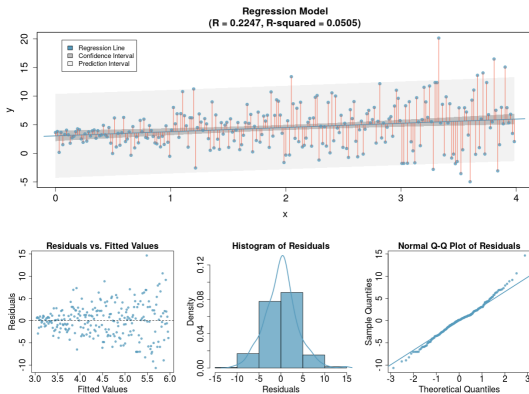 Regression Model
(R = 0.2247, R-squared = 0.0505)
Regression Line
Confidence Interval
Prediction Interval
y
20
15
10
5
0
-5
0 1 2 3 4
x
Residuals vs. Fitted Values
Residuals
15
10
5
0
-5
-10
3.0 3.5 4.0 4.5 5.0 5.5 6.0
Fitted Values
Histogram of Residuals
Density
0.12
0.08
0.04
0.00
-15 -10 -5 0 5 10 15
Residuals
Normal Q-Q Plot of Residuals
Sample Quantiles
15
10
5
0
-5
-10
-3 -2 -1 0 1 2 3
Theoretical Quantiles